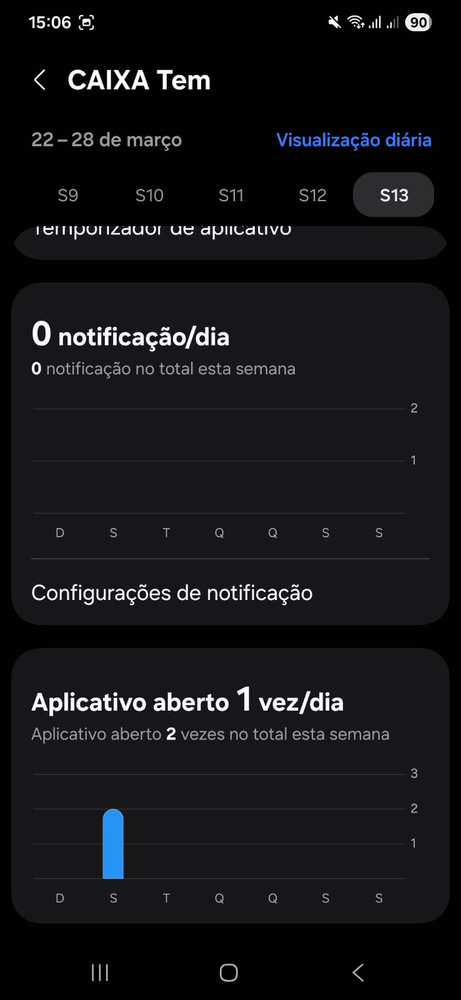 15:06
90
CAIXA Tem
22 – 28 de março
Visualização diária
S9 S10 S11 S12 S13
Temporizador de aplicativo
0 notificação/dia
0 notificação no total esta semana
2
1
D S T Q Q S S
Configurações de notificação
Aplicativo aberto 1 vez/dia
Aplicativo aberto 2 vezes no total esta semana
3
2
1
D S T Q Q S S